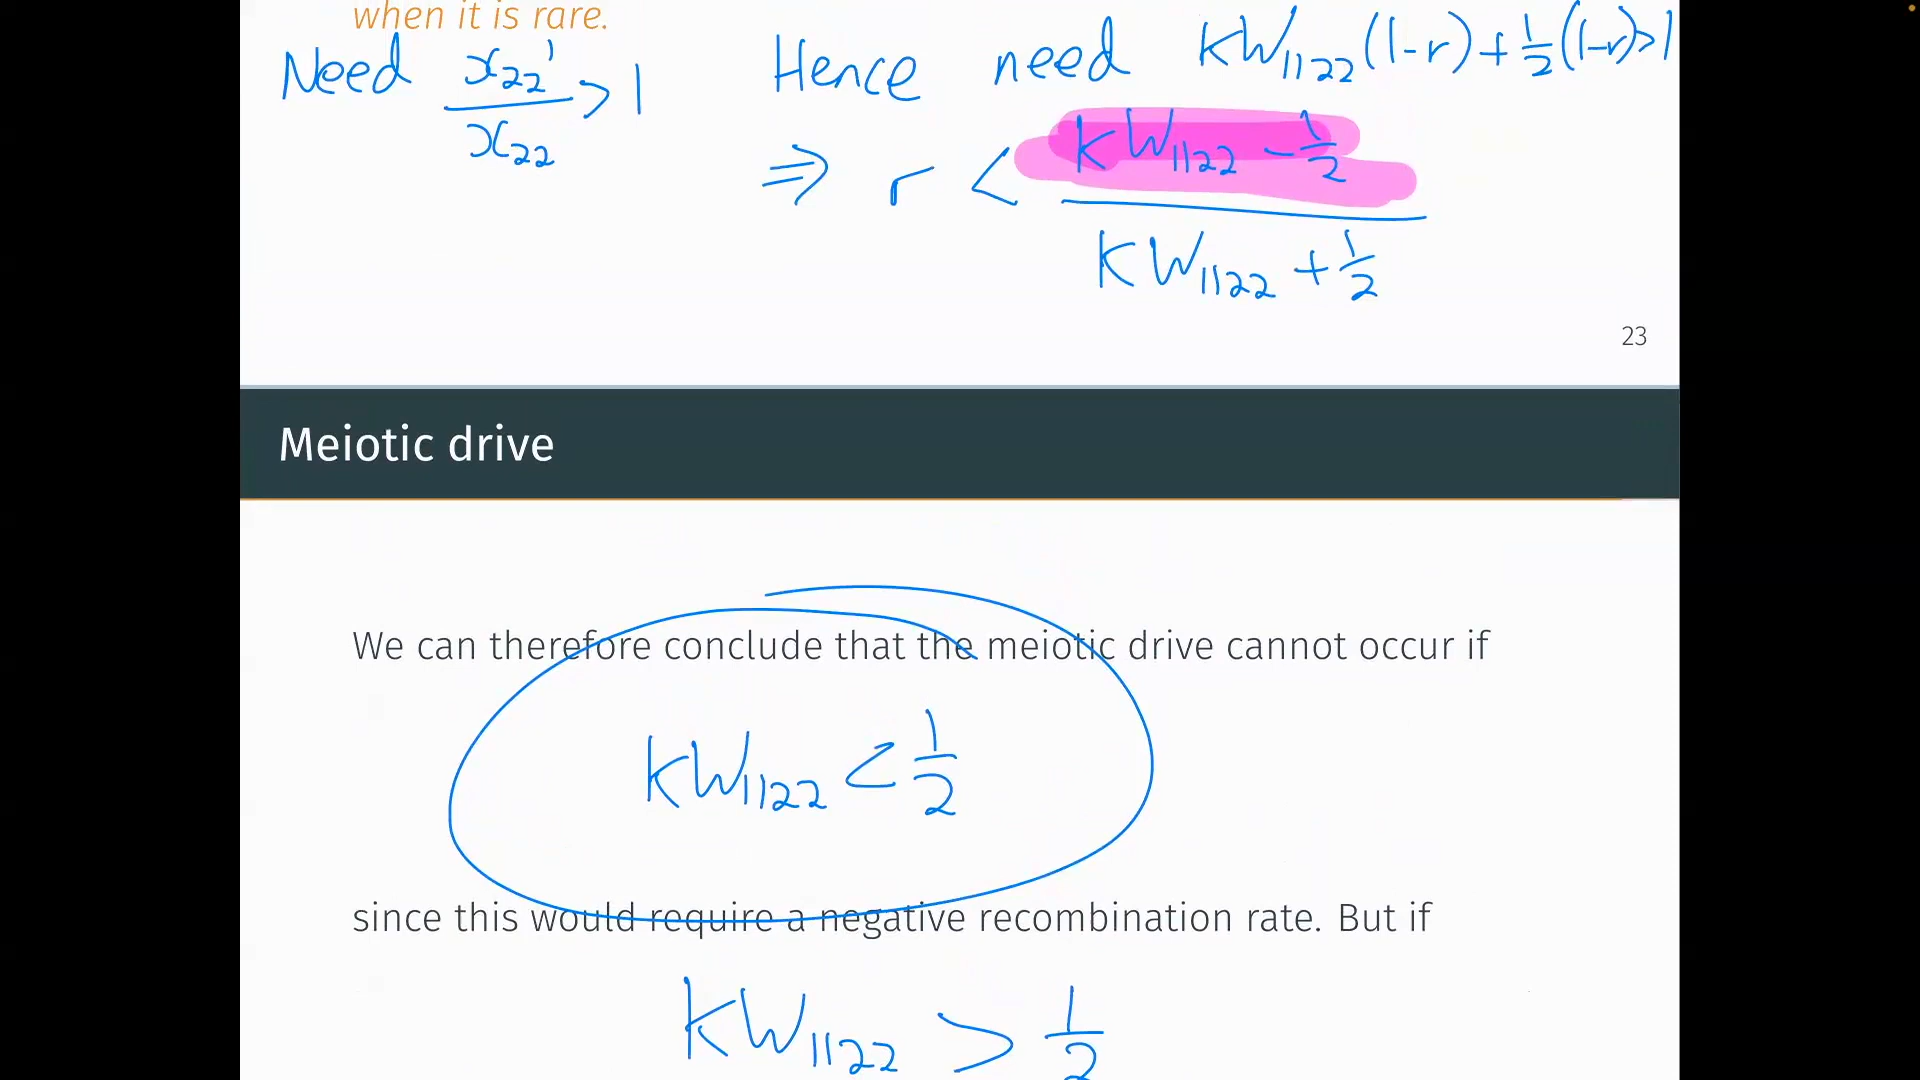 when it is rare.
Need x₂₂'/x₂₂ > 1 Hence need kW₁₁₂₂(1-r)+½(1-r)>1
⇒ r < (kW₁₁₂₂ - ½)/(kW₁₁₂₂ + ½)
23
Meiotic drive
We can therefore conclude that the meiotic drive cannot occur if
kW₁₁₂₂ < ½
since this would require a negative recombination rate. But if
kW₁₁₂₂ > ½